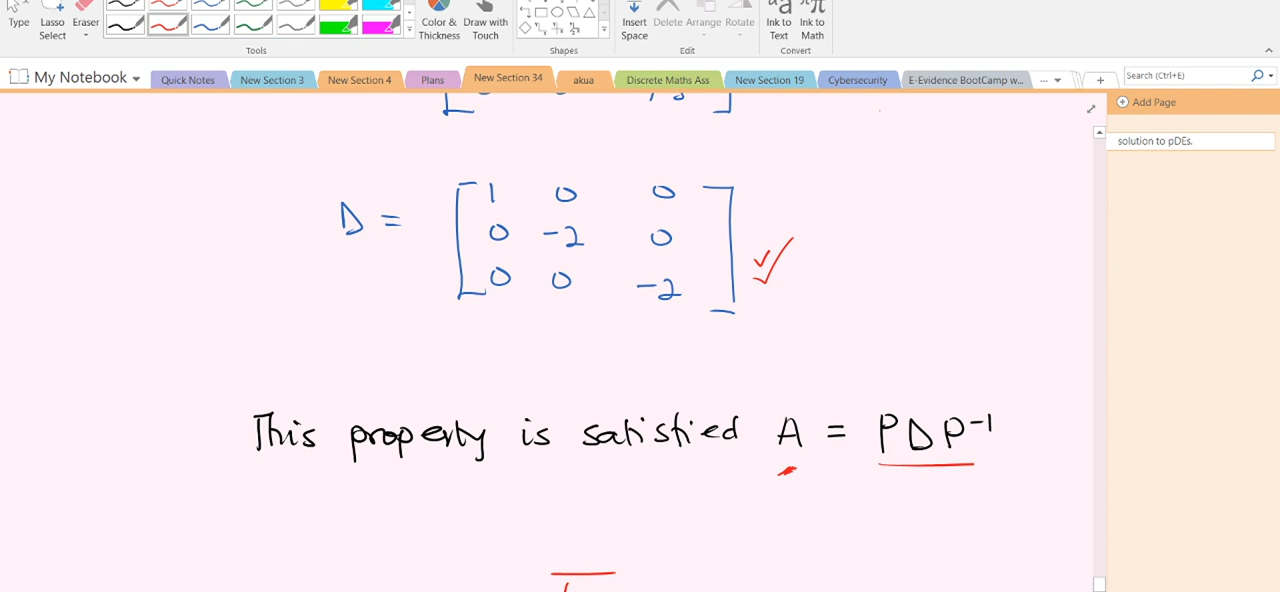 Type Lasso Select Eraser Color & Thickness Draw with Touch Insert Space Delete Arrange Rotate Ink to Text Ink to Math
Tools Shapes Edit Convert
My Notebook Quick Notes New Section 3 New Section 4 Plans New Section 34 akua Discrete Maths Ass New Section 19 Cybersecurity E-Evidence BootCamp w... ... + Search (Ctrl+E)
Add Page
solution to pDEs.
D = [ 1 0 0
0 -2 0
0 0 -2 ]
This property is satisfied A = PDP⁻¹